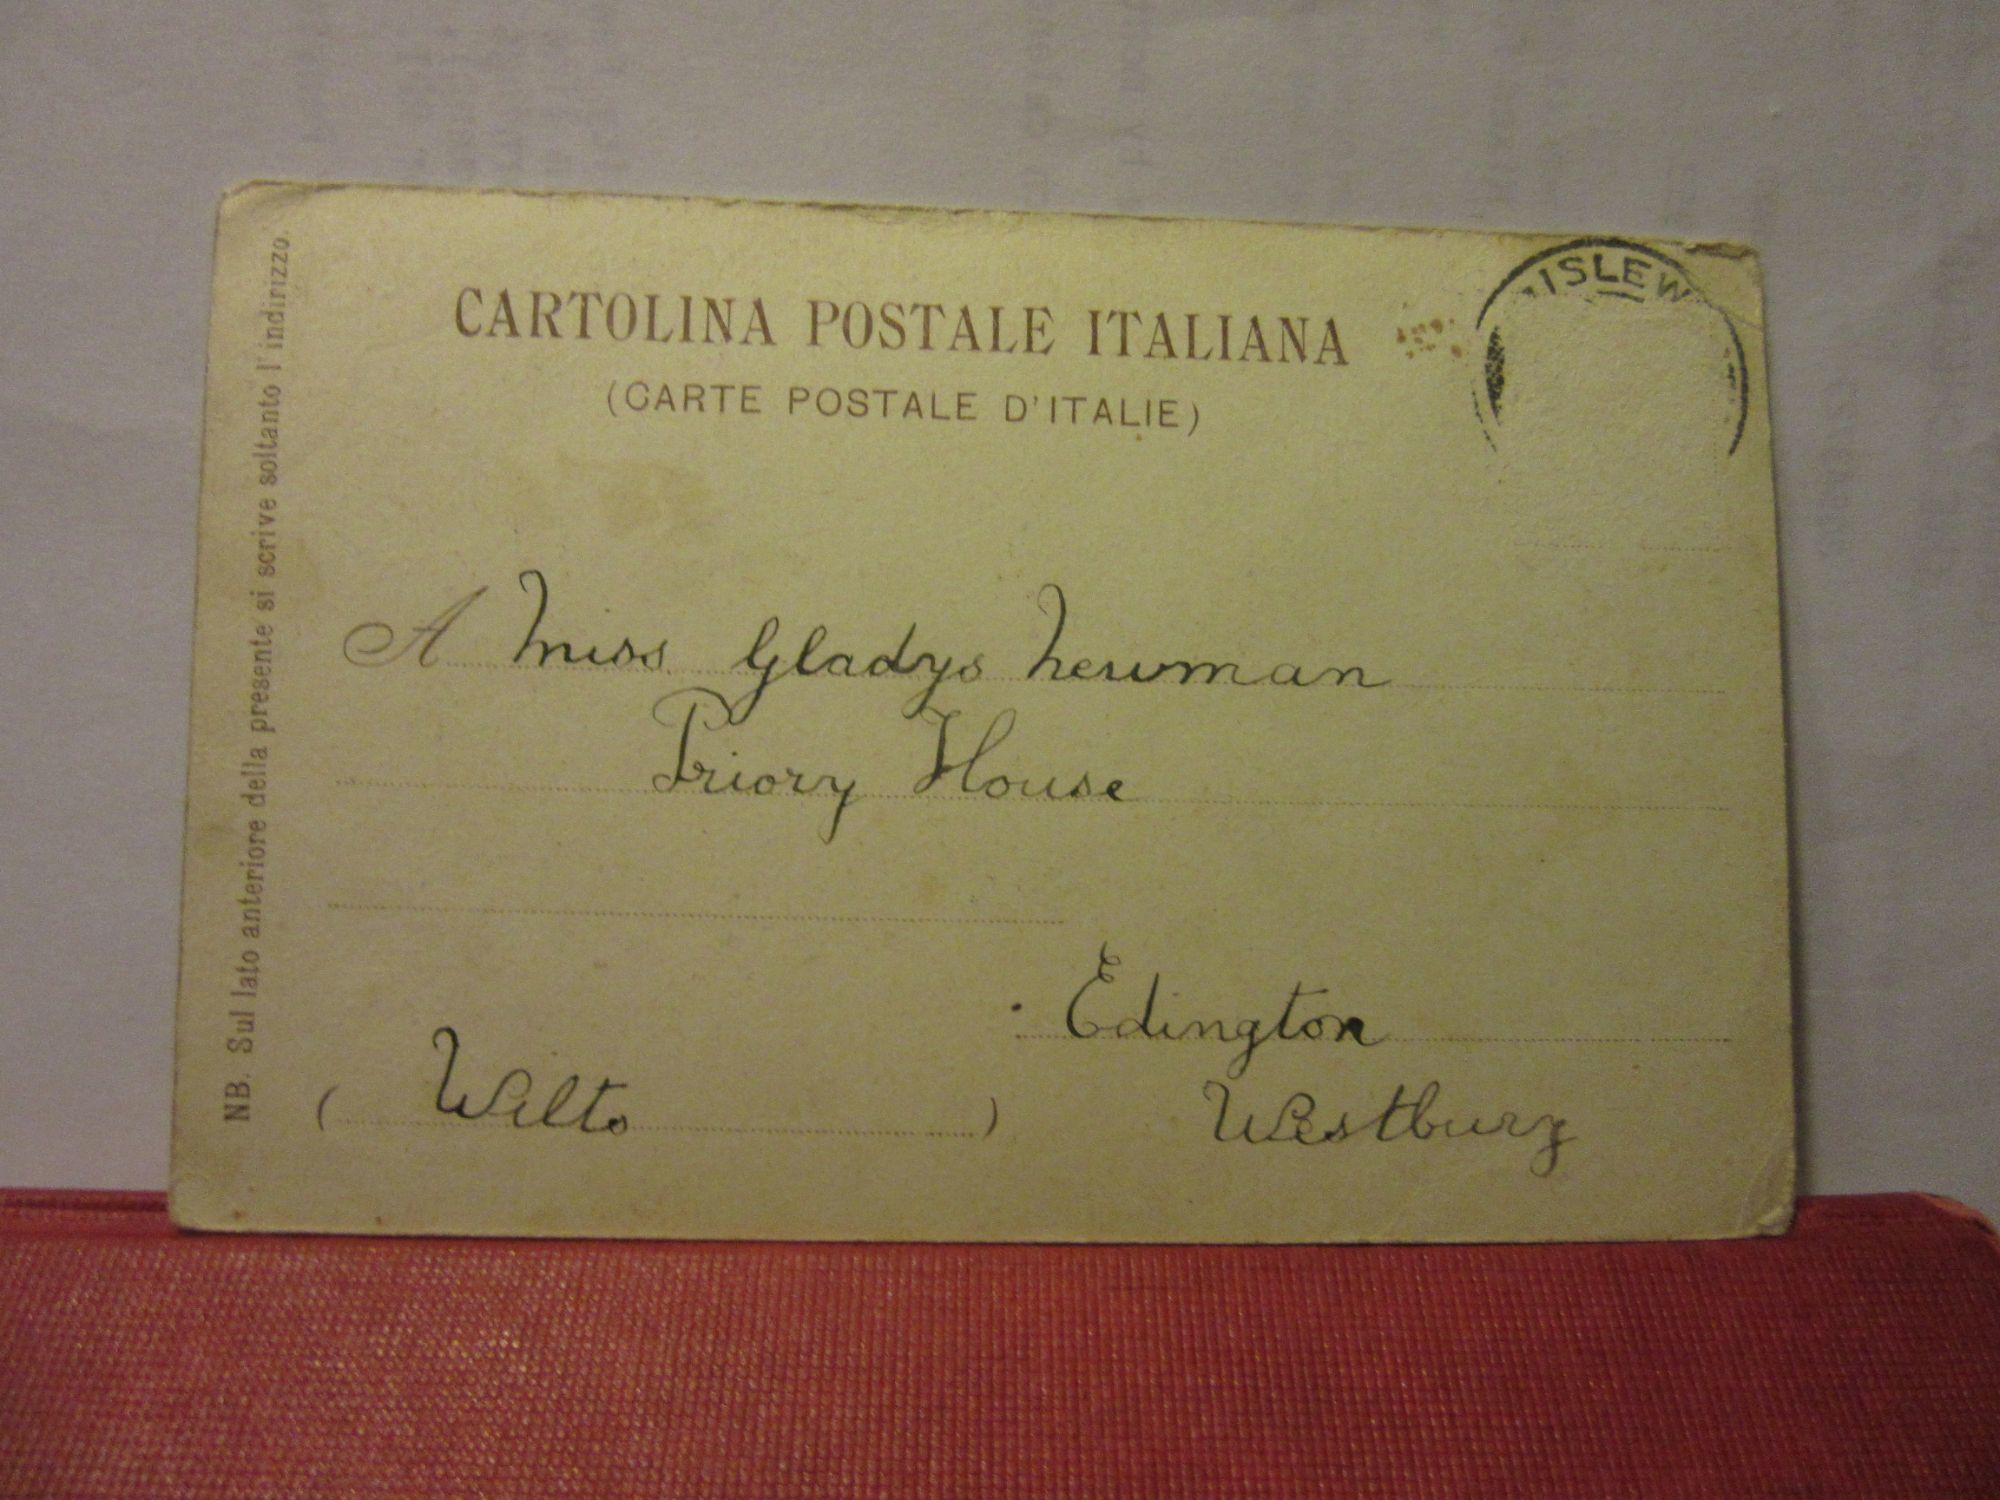 CARTOLINA POSTALE ITALIANA
(CARTE POSTALE D'ITALIE)
ISLEW
A Miss Gladys Newman
Priory House
Edington
( Wilts )
Westbury
NB. Sul lato anteriore della presente si scrive soltanto l'indirizzo.